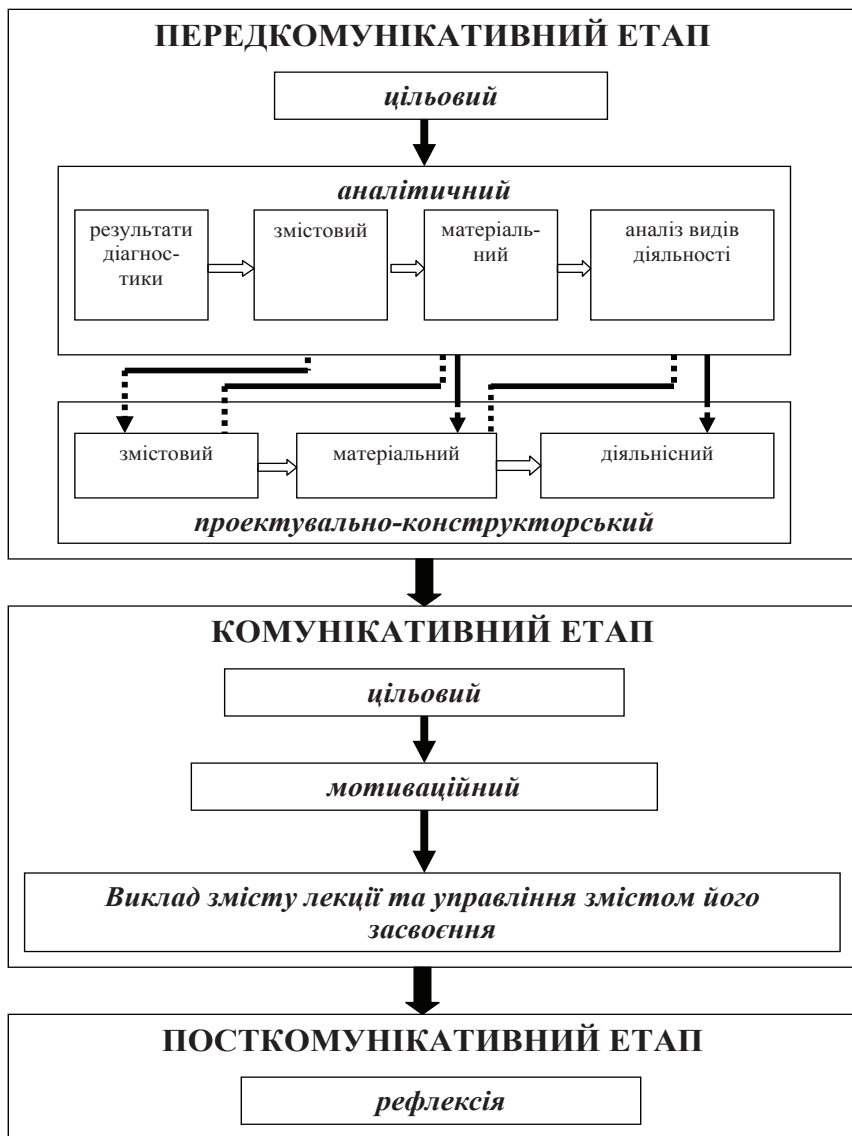 ПЕРЕДКОМУНІКАТИВНИЙ ЕТАП
цільовий
аналітичний
результати
діагнос-
тики
змістовий
матеріаль-
ний
аналіз видів
діяльності
змістовий
матеріальний
діяльнісний
проектувально-конструкторський
КОМУНІКАТИВНИЙ ЕТАП
цільовий
мотиваційний
Виклад змісту лекції та управління змістом його
засвоєння
ПОСТКОМУНІКАТИВНИЙ ЕТАП
рефлексія